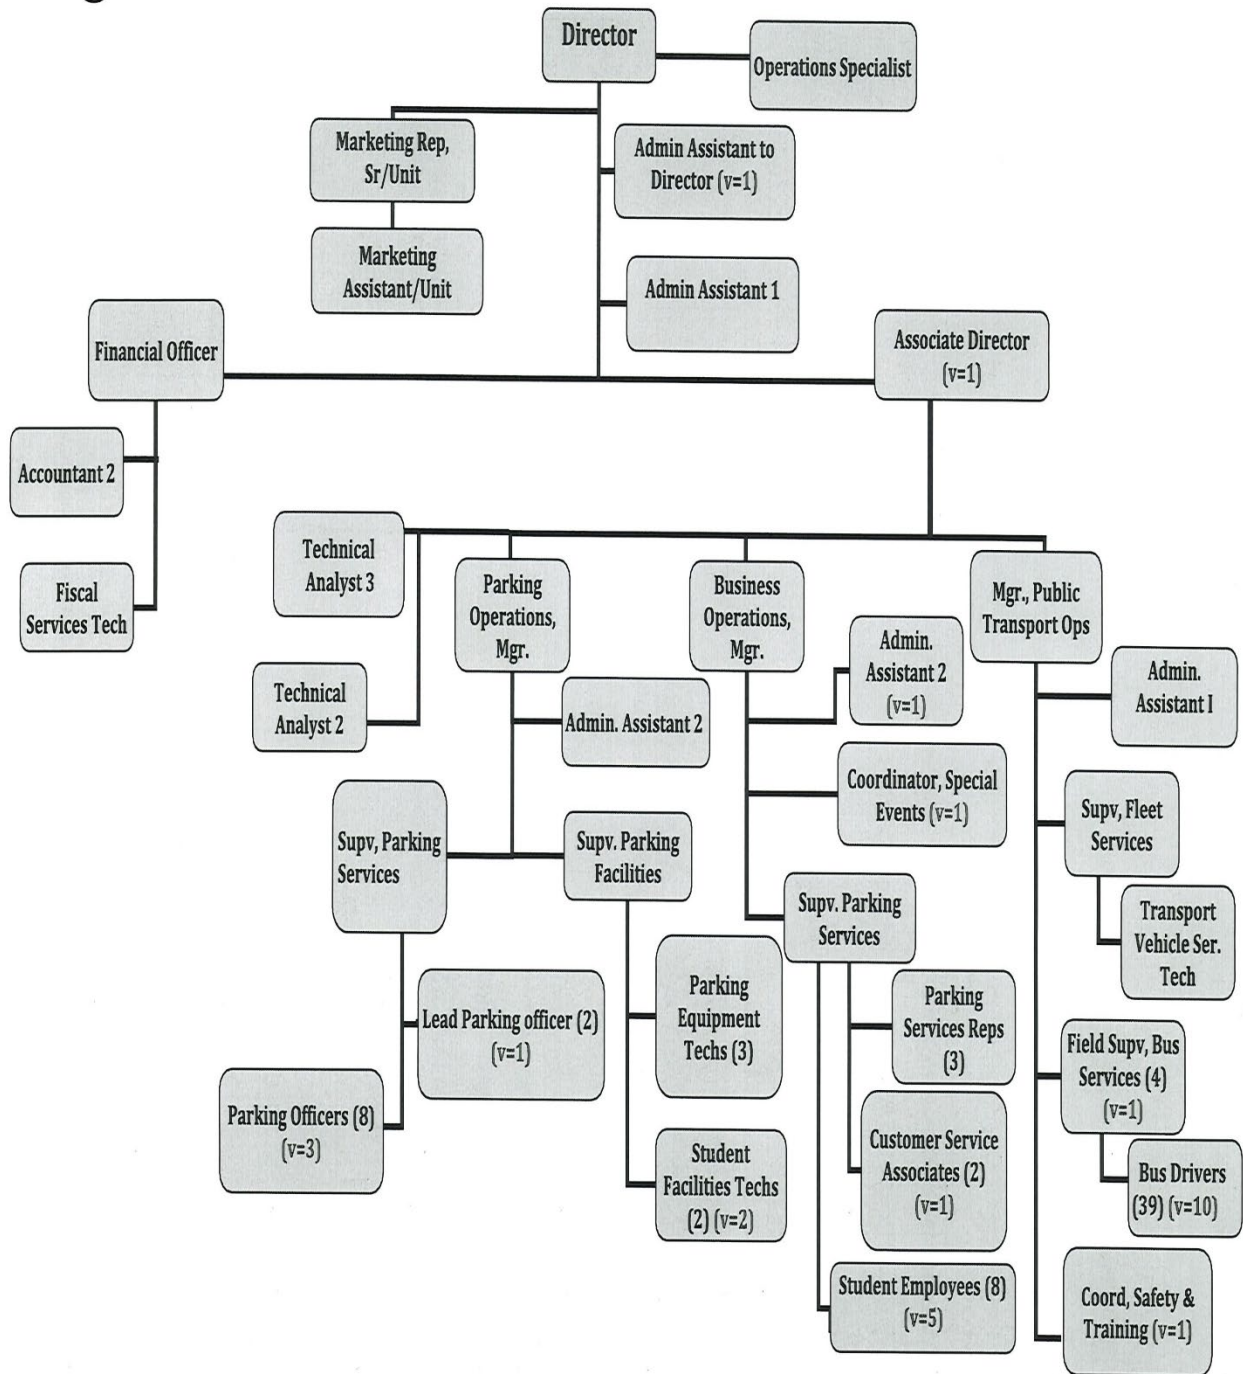 Director
Operations Specialist
Marketing Rep,
Sr/Unit
Admin Assistant to
Director (v=1)
Marketing
Assistant/Unit
Admin Assistant 1
Financial Officer
Associate Director
(v=1)
Accountant 2
Fiscal
Services Tech
Technical
Analyst 3
Parking
Operations,
Mgr.
Business
Operations,
Mgr.
Mgr., Public
Transport Ops
Technical
Analyst 2
Admin. Assistant 2
Admin.
Assistant 2
(v=1)
Admin.
Assistant I
Coordinator, Special
Events (v=1)
Supv, Fleet
Services
Supv, Parking
Services
Supv. Parking
Facilities
Supv. Parking
Services
Transport
Vehicle Ser.
Tech
Lead Parking officer (2)
(v=1)
Parking
Equipment
Techs (3)
Parking
Services Reps
(3)
Field Supv, Bus
Services (4)
(v=1)
Parking Officers (8)
(v=3)
Student
Facilities Techs
(2) (v=2)
Customer Service
Associates (2)
(v=1)
Bus Drivers
(39) (v=10)
Student Employees (8)
(v=5)
Coord, Safety &
Training (v=1)